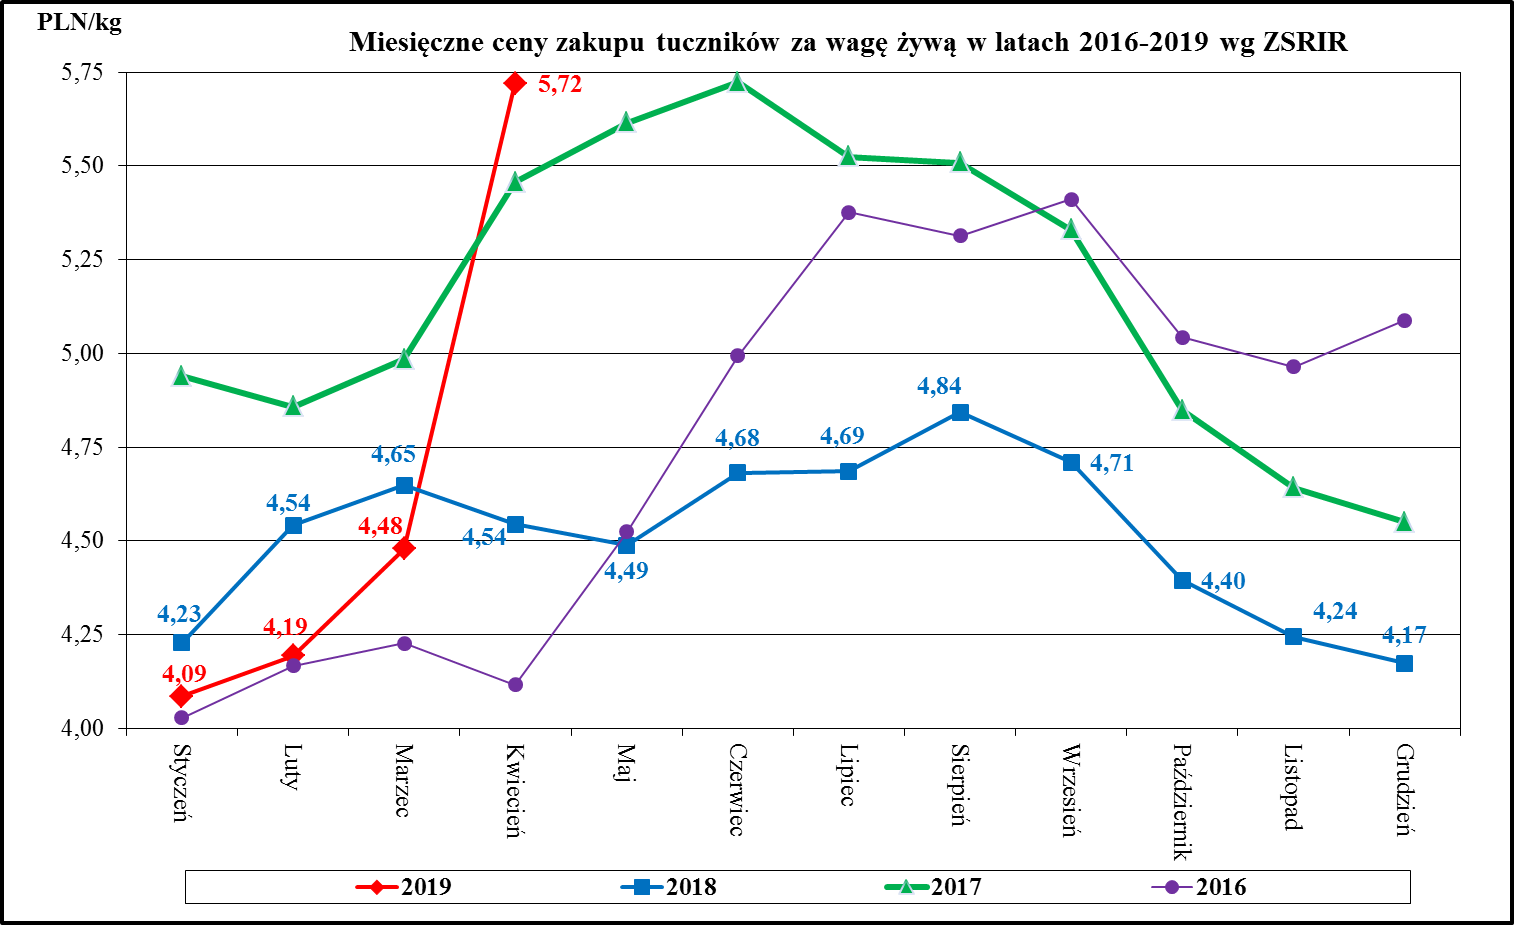 PLN/kg
Miesięczne ceny zakupu tuczników za wagę żywą w latach 2016-2019 wg ZSRIR
5,75
5,50
5,25
5,00
4,75
4,50
4,25
4,00
5,72
4,84
4,65
4,68
4,69
4,71
4,54
4,48
4,54
4,49
4,40
4,23
4,19
4,24
4,17
4,09
Styczeń
Luty
Marzec
Kwiecień
Maj
Czerwiec
Lipiec
Sierpień
Wrzesień
Październik
Listopad
Grudzień
2019 2018 2017 2016